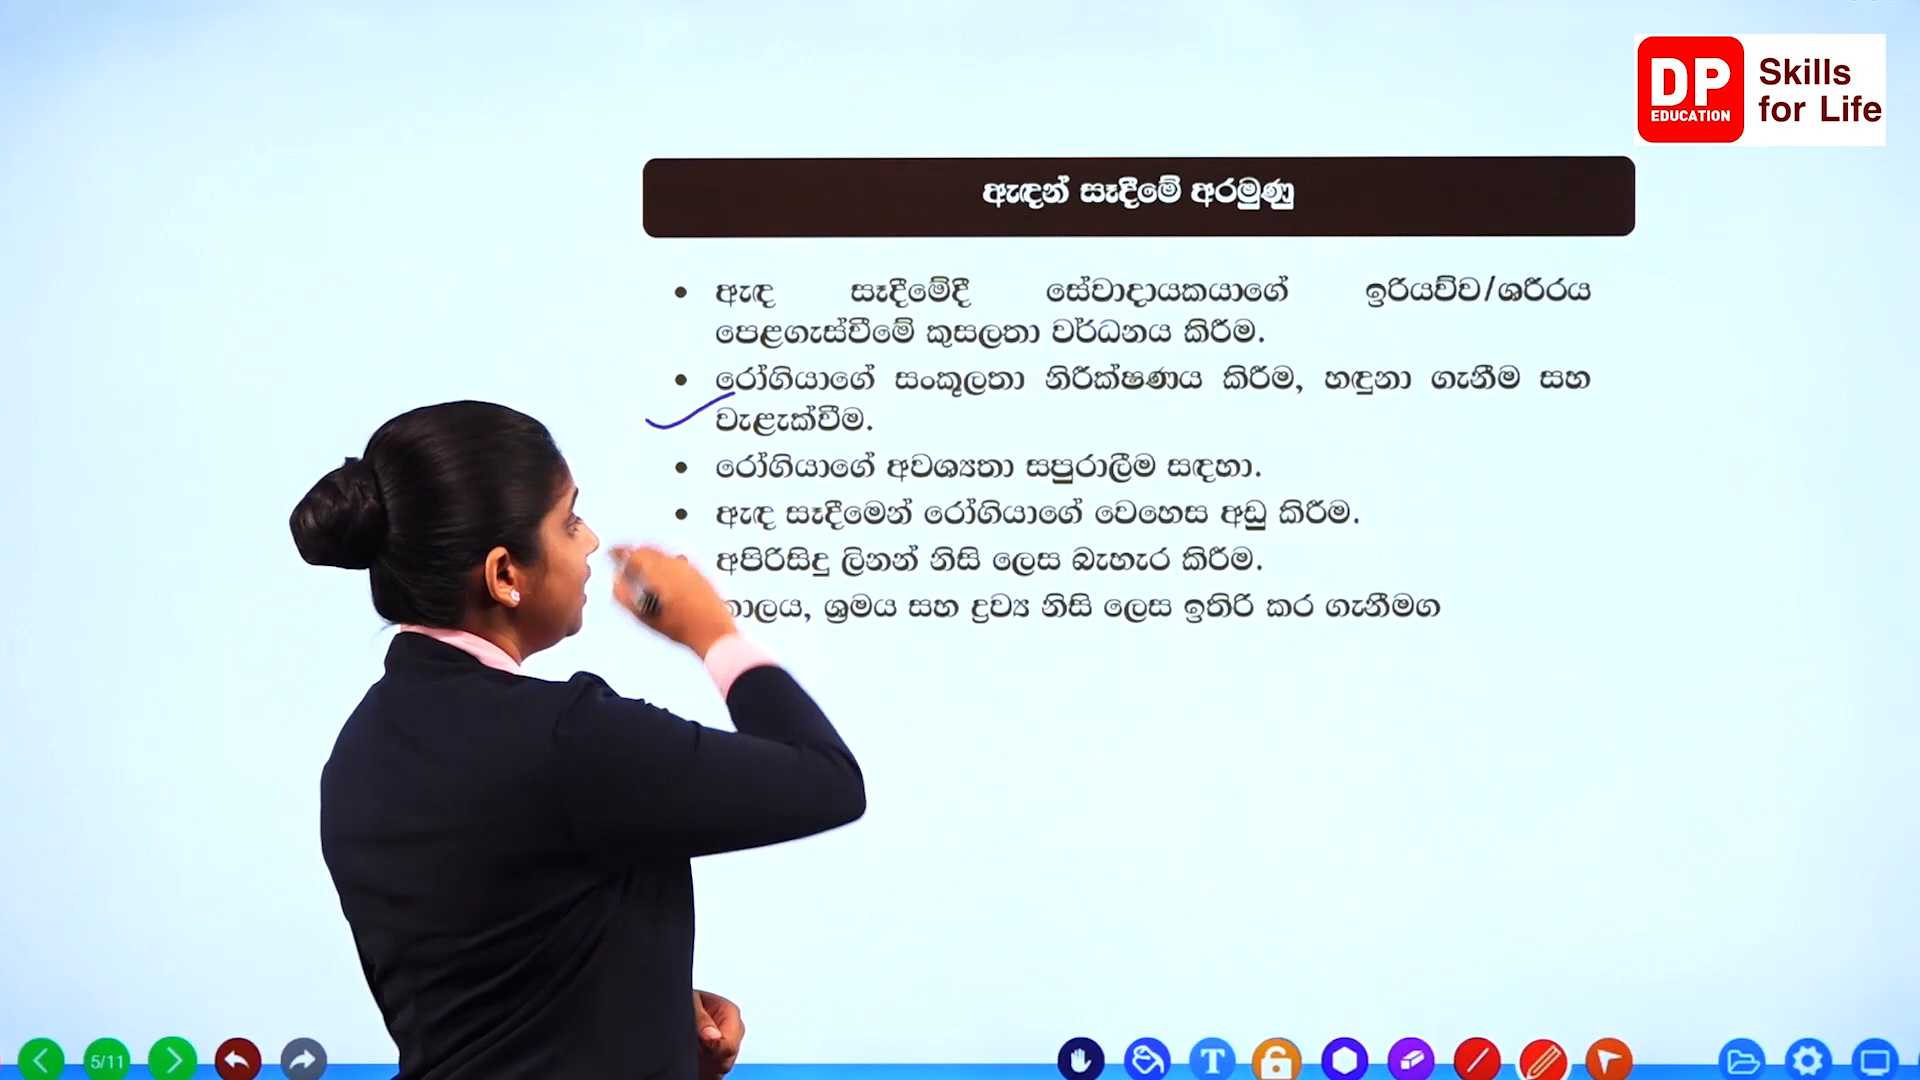 DP
EDUCATION
Skills
for Life
ඇඳන් සෑදීමේ අරමුණු
• ඇඳ සෑදීමේදී සේවාදායකයාගේ ඉරියව්ව/ශරීරය
පෙළගැස්වීමේ කුසලතා වර්ධනය කිරීම.
• රෝගියාගේ සංකූලතා නිරීක්ෂණය කිරීම, හඳුනා ගැනීම සහ
වැළැක්වීම.
• රෝගියාගේ අවශ්‍යතා සපුරාලීම සඳහා.
• ඇඳ සෑදීමෙන් රෝගියාගේ වෙහෙස අඩු කිරීම.
අපිරිසිදු ලිනන් නිසි ලෙස බැහැර කිරීම.
ශ්‍රමය සහ ද්‍රව්‍ය නිසි ලෙස ඉතිරි කර ගැනීමග
5/11
T